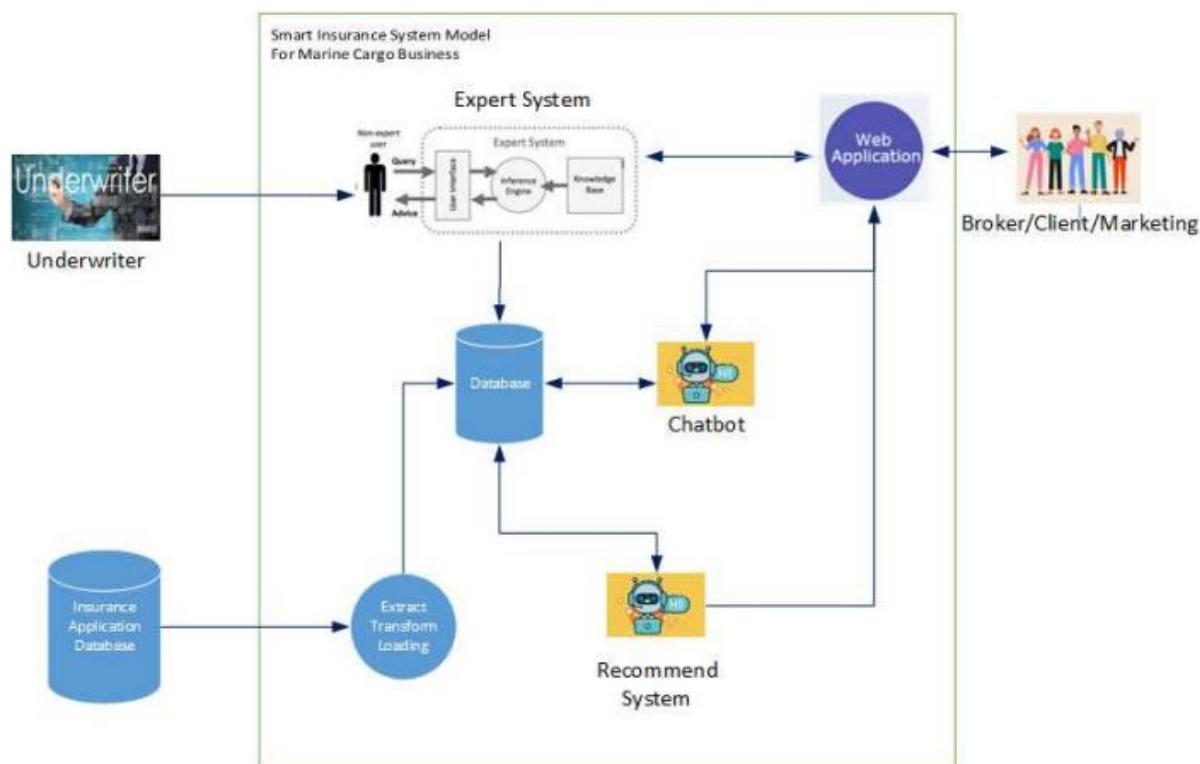 Smart Insurance System Model
For Marine Cargo Business
Expert System
Non-expert
user
Expert System
Query
Advice
User Interface
Inference
Engine
Knowledge
Base
Web
Application
Broker/Client/Marketing
Underwriter
Underwriter
Database
Chatbot
HI
Insurance
Application
Database
Extract
Transform
Loading
HI
Recommend
System